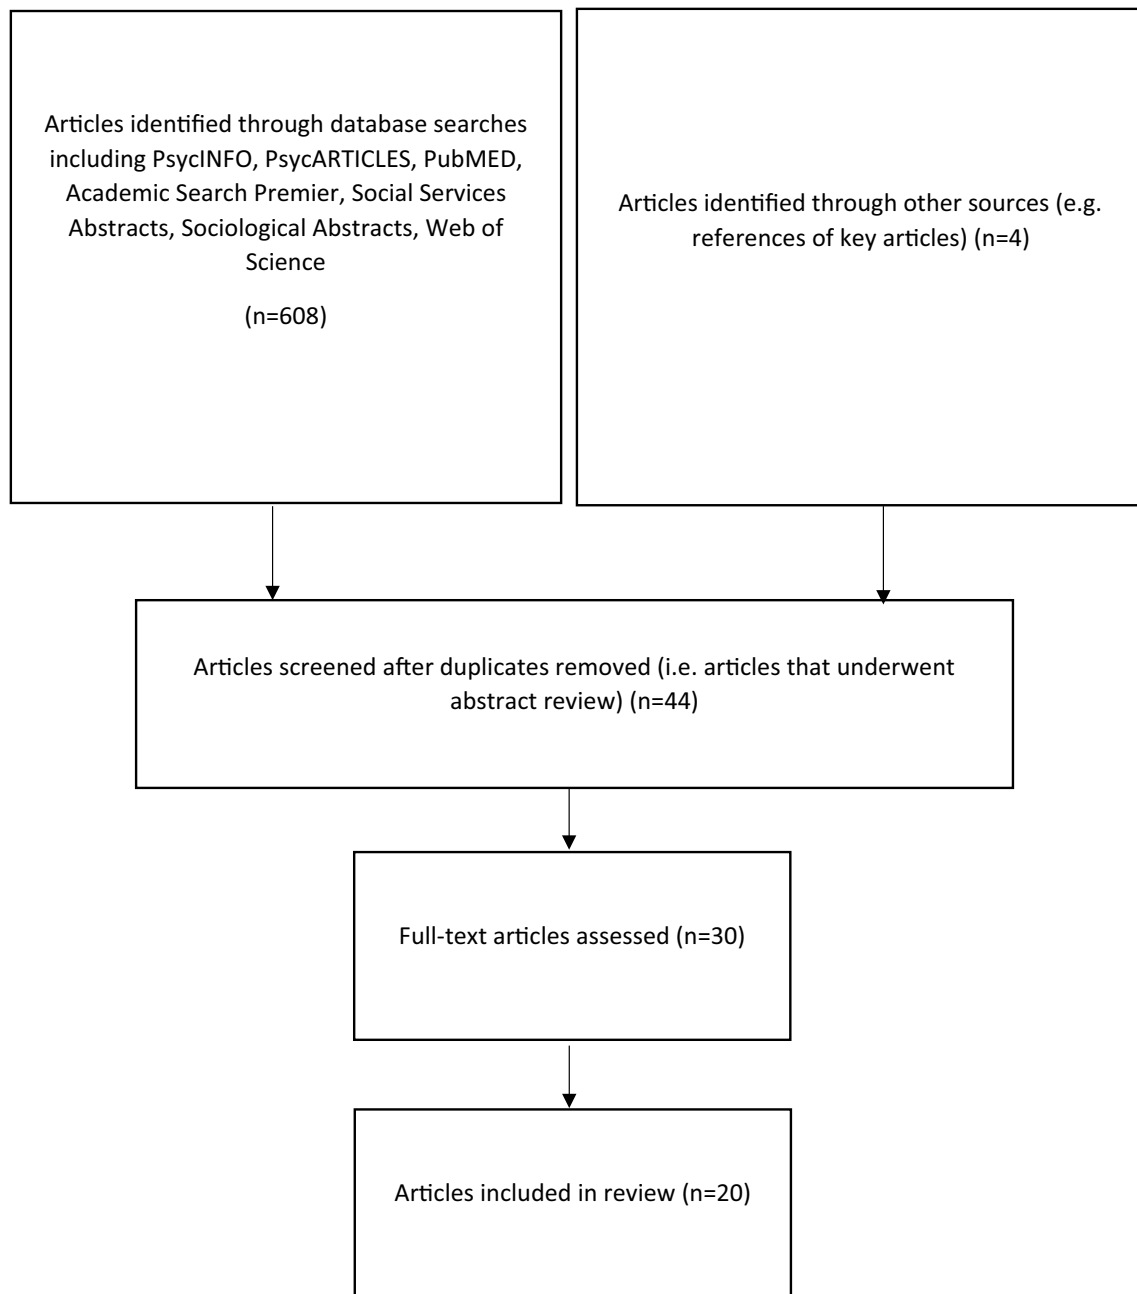 Articles identified through database searches
including PsycINFO, PsycARTICLES, PubMED,
Academic Search Premier, Social Services
Abstracts, Sociological Abstracts, Web of
Science
(n=608)
Articles identified through other sources (e.g.
references of key articles) (n=4)
Articles screened after duplicates removed (i.e. articles that underwent
abstract review) (n=44)
Full-text articles assessed (n=30)
Articles included in review (n=20)